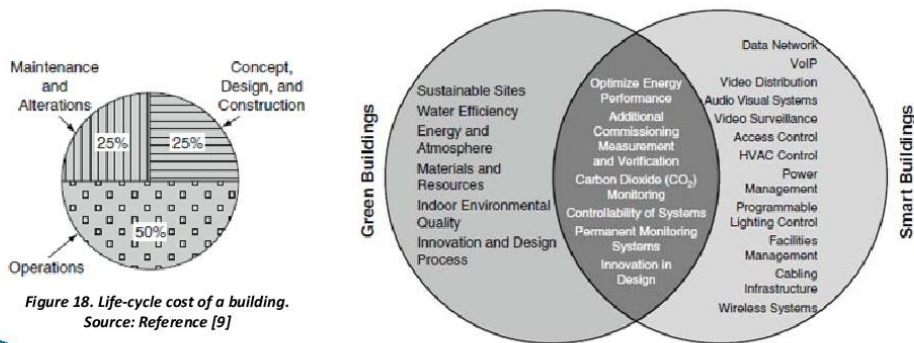 Maintenance
and
Alterations
Concept,
Design, and
Construction
25%
25%
50%
Operations
Figure 18. Life-cycle cost of a building.
Source: Reference [9]
Green Buildings
Sustainable Sites
Water Efficiency
Energy and
Atmosphere
Materials and
Resources
Indoor Environmental
Quality
Innovation and Design
Process
Optimize Energy
Performance
Additional
Commissioning
Measurement
and Verification
Carbon Dioxide (CO₂)
Monitoring
Controllability of Systems
Permanent Monitoring
Systems
Innovation in
Design
Data Network
VoIP
Video Distribution
Audio Visual Systems
Video Surveillance
Access Control
HVAC Control
Power
Management
Programmable
Lighting Control
Facilities
Management
Cabling
Infrastructure
Wireless Systems
Smart Buildings